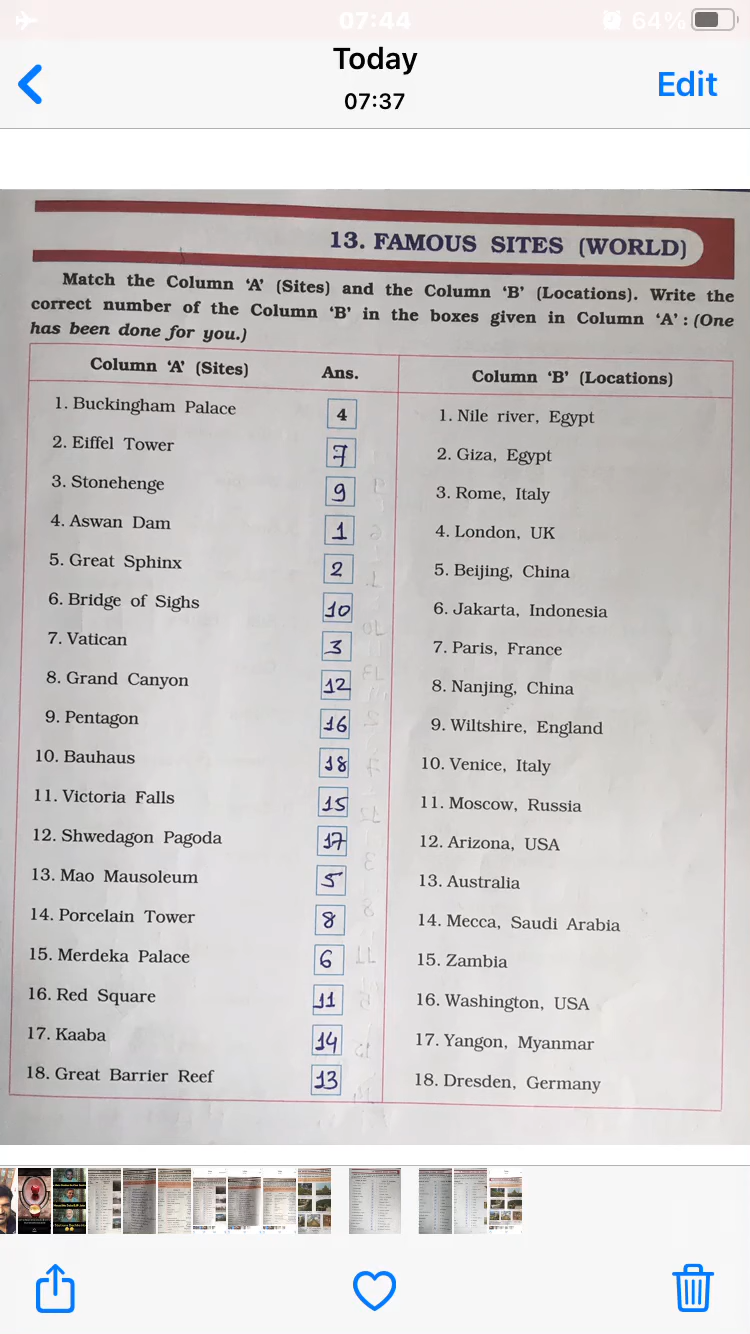 07:44
64%
Today
07:37
Edit
13. FAMOUS SITES (WORLD)
Match the Column 'A' (Sites) and the Column 'B' (Locations). Write the
correct number of the Column 'B' in the boxes given in Column 'A' : (One
has been done for you.)
Column 'A' (Sites) Ans. Column 'B' (Locations)
1. Buckingham Palace 4 1. Nile river, Egypt
2. Eiffel Tower 7 2. Giza, Egypt
3. Stonehenge 9 3. Rome, Italy
4. Aswan Dam 1 4. London, UK
5. Great Sphinx 2 5. Beijing, China
6. Bridge of Sighs 10 6. Jakarta, Indonesia
7. Vatican 3 7. Paris, France
8. Grand Canyon 12 8. Nanjing, China
9. Pentagon 16 9. Wiltshire, England
10. Bauhaus 18 10. Venice, Italy
11. Victoria Falls 15 11. Moscow, Russia
12. Shwedagon Pagoda 17 12. Arizona, USA
13. Mao Mausoleum 5 13. Australia
14. Porcelain Tower 8 14. Mecca, Saudi Arabia
15. Merdeka Palace 6 15. Zambia
16. Red Square 11 16. Washington, USA
17. Kaaba 14 17. Yangon, Myanmar
18. Great Barrier Reef 13 18. Dresden, Germany